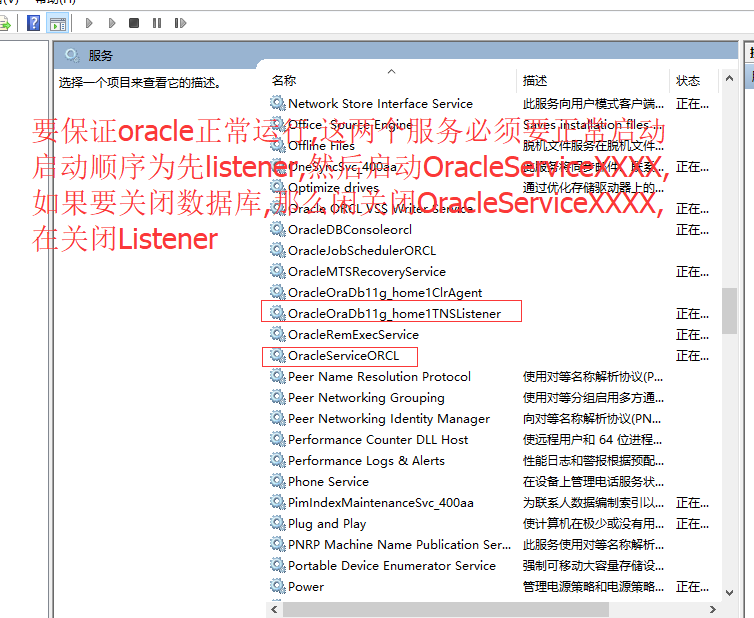 帮助(H)
服务
选择一个项目来查看它的描述。
名称 描述 状态
Network Store Interface Service 此服务向用户模式客户端... 正在...
要保证oracle正常运行,这两个服务必须要正常启动
启动顺序为先listener,然后启动OracleServiceXXXX,
如果要关闭数据库,那么闲关闭OracleServiceXXXX,
在关闭Listener
Office Source Engine Saves installation files ...
Offline Files 脱机文件服务在脱机文件...
OneSyncSvc_400aa 正在...
Optimize drives 通过优化存储驱动器上的...
Oracle ORCL VSS Writer Service 正在...
OracleDBConsoleorcl 正在...
OracleJobSchedulerORCL
OracleMTSRecoveryService 正在...
OracleOraDb11g_home1ClrAgent
OracleOraDb11g_home1TNSListener 正在...
OracleRemExecService 正在...
OracleServiceORCL 正在...
Peer Name Resolution Protocol 使用对等名称解析协议(P...
Peer Networking Grouping 使用对等分组启用多方通...
Peer Networking Identity Manager 向对等名称解析协议(PN...
Performance Counter DLL Host 使远程用户和 64 位进程...
Performance Logs & Alerts 性能日志和警报根据预配...
Phone Service 在设备上管理电话服务状...
PimIndexMaintenanceSvc_400aa 为联系人数据编制索引以... 正在...
Plug and Play 使计算机在极少或没有用... 正在...
PNRP Machine Name Publication Ser... 此服务使用对等名称解析...
Portable Device Enumerator Service 强制可移动大容量存储设...
Power 管理电源策略和电源策略... 正在...